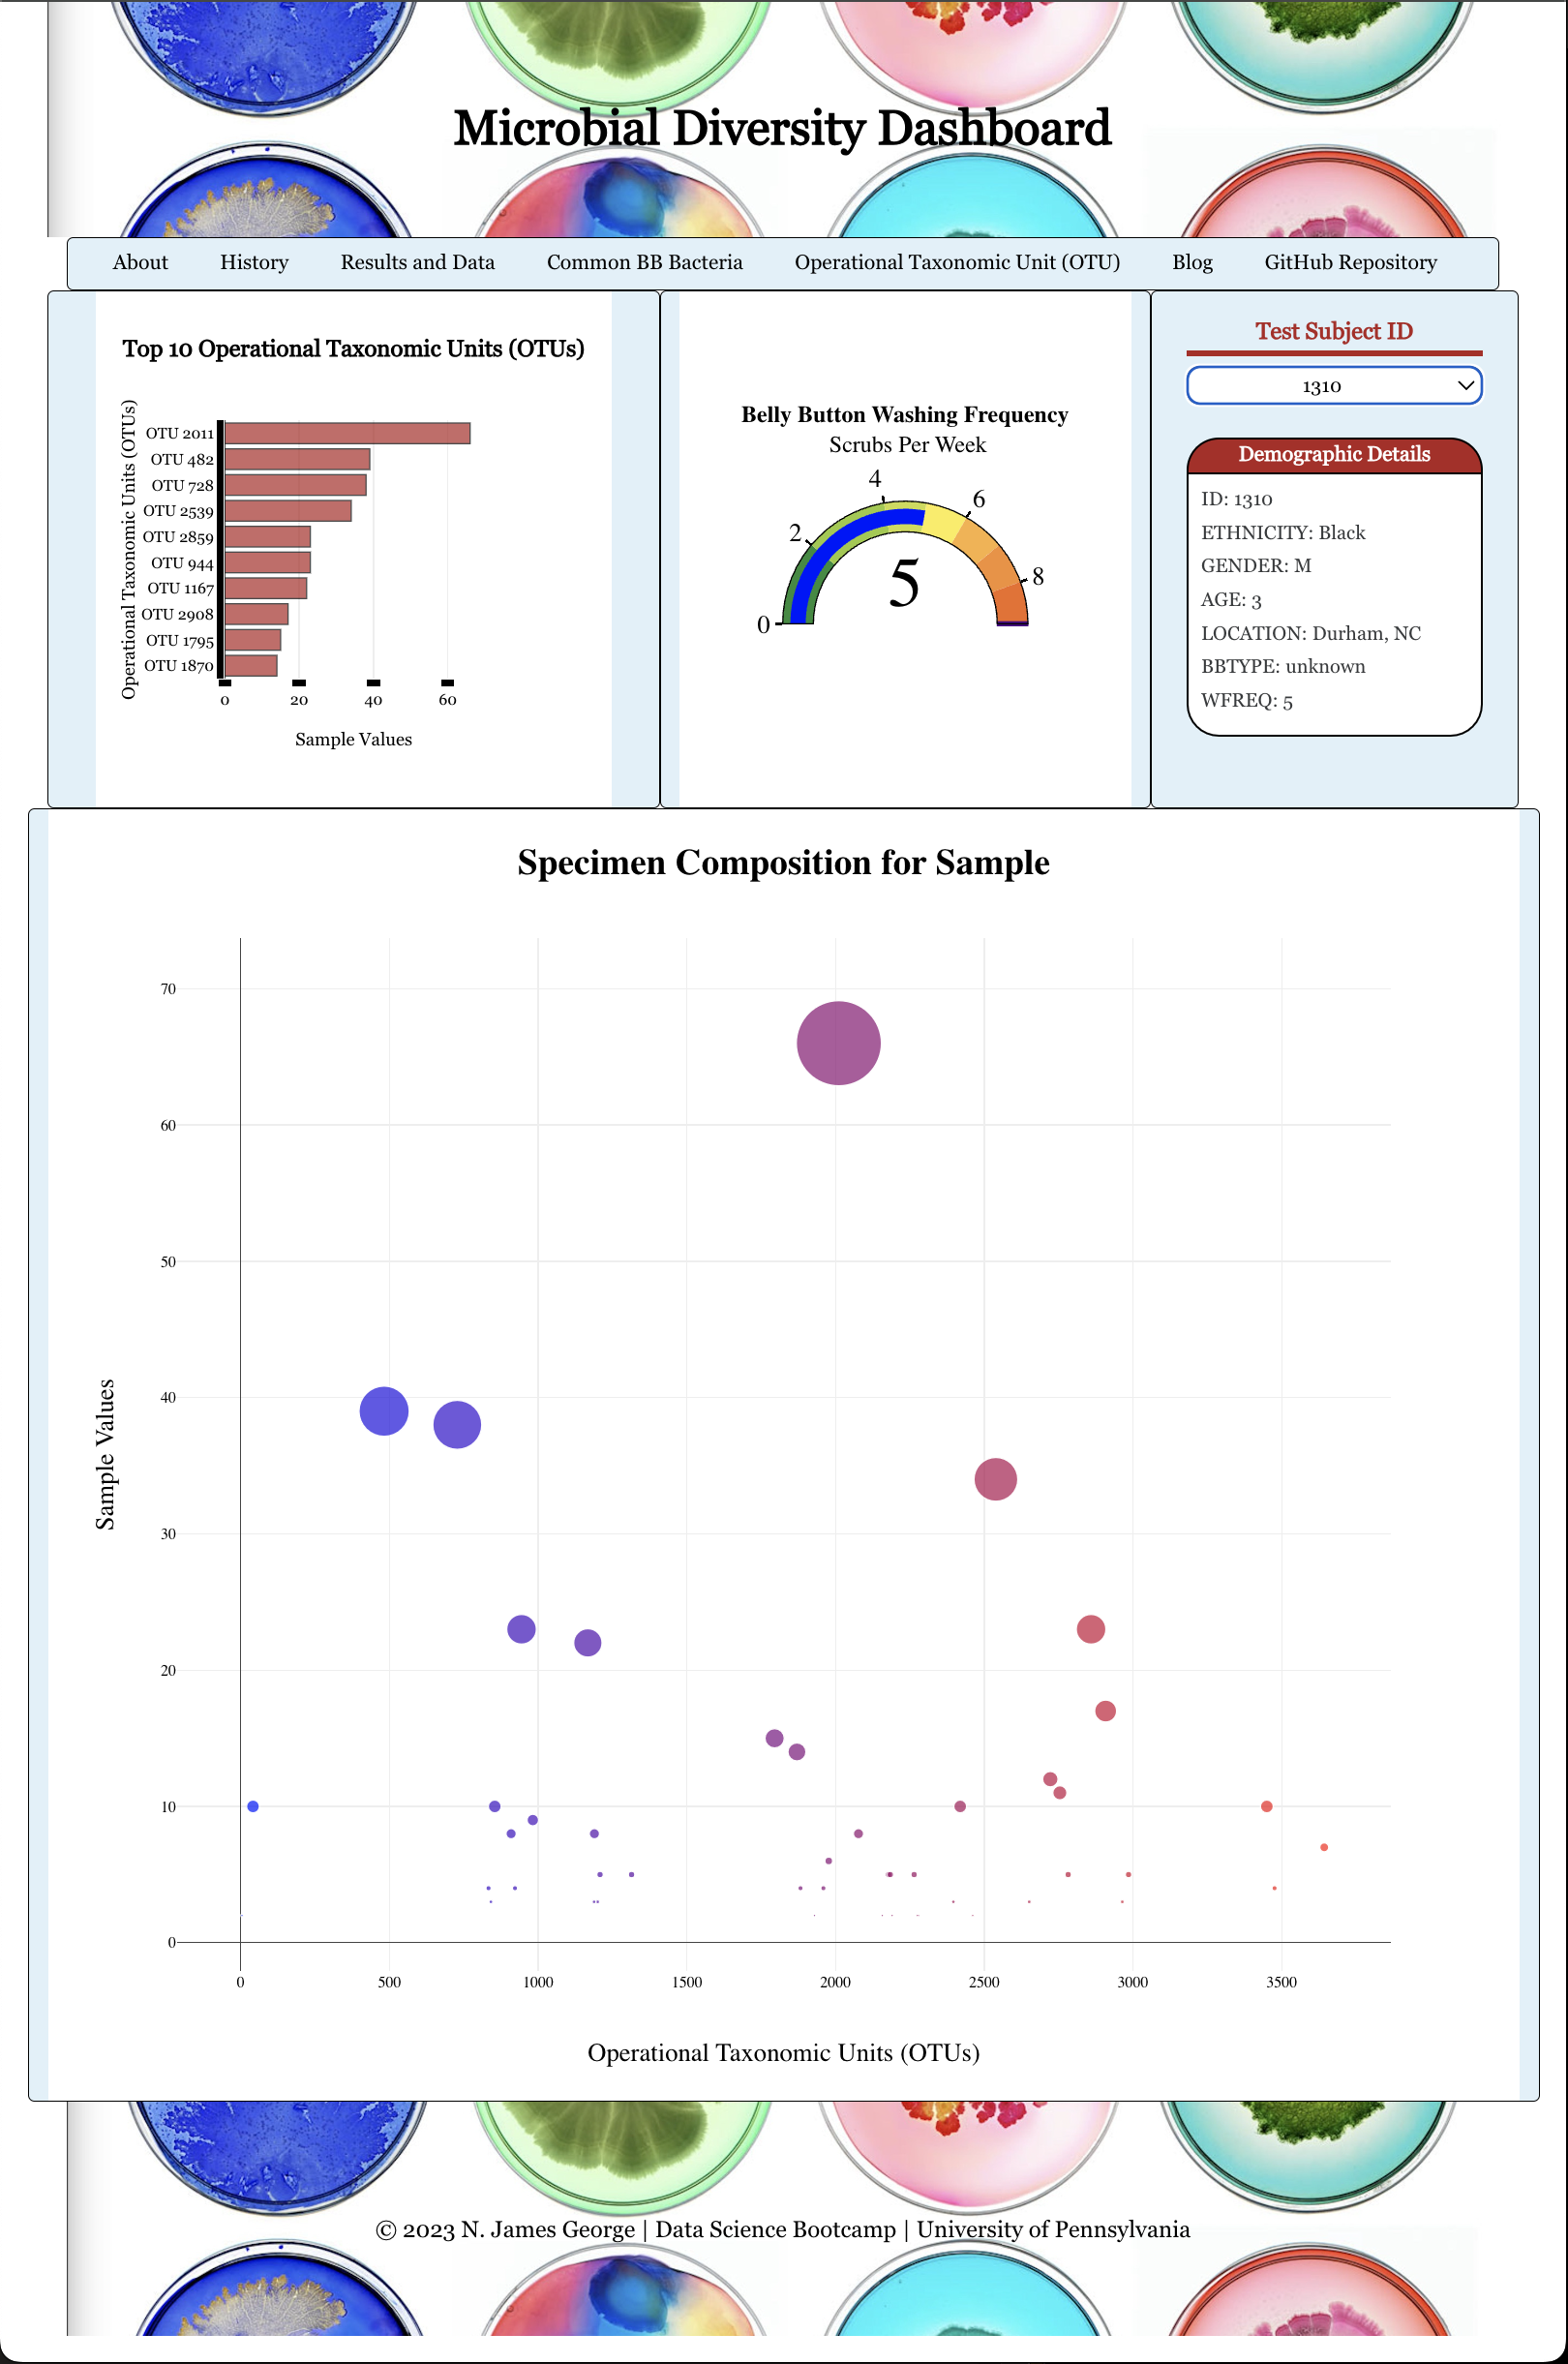 Microbial Diversity Dashboard
About History Results and Data Common BB Bacteria Operational Taxonomic Unit (OTU) Blog GitHub Repository
Top 10 Operational Taxonomic Units (OTUs)
Operational Taxonomic Units (OTUs)
OTU 2011
OTU 482
OTU 728
OTU 2539
OTU 2859
OTU 944
OTU 1167
OTU 2908
OTU 1795
OTU 1870
0 20 40 60
Sample Values
Belly Button Washing Frequency
Scrubs Per Week
0 2 4 6 8
5
Test Subject ID
1310
Demographic Details
ID: 1310
ETHNICITY: Black
GENDER: M
AGE: 3
LOCATION: Durham, NC
BBTYPE: unknown
WFREQ: 5
Specimen Composition for Sample
Sample Values
70
60
50
40
30
20
10
0
0 500 1000 1500 2000 2500 3000 3500
Operational Taxonomic Units (OTUs)
© 2023 N. James George | Data Science Bootcamp | University of Pennsylvania